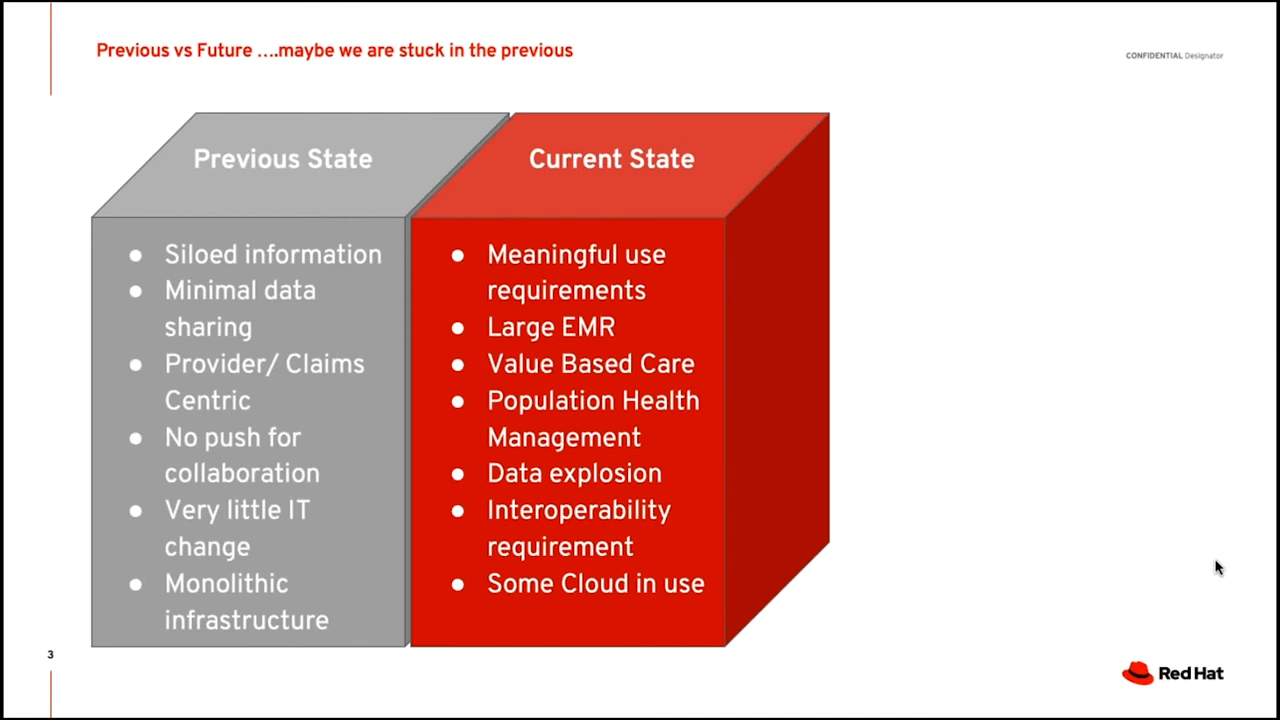 Previous vs Future ....maybe we are stuck in the previous
CONFIDENTIAL Designator
Previous State
● Siloed information
● Minimal data
sharing
● Provider/ Claims
Centric
● No push for
collaboration
● Very little IT
change
● Monolithic
infrastructure
Current State
● Meaningful use
requirements
● Large EMR
● Value Based Care
● Population Health
Management
● Data explosion
● Interoperability
requirement
● Some Cloud in use
3
Red Hat